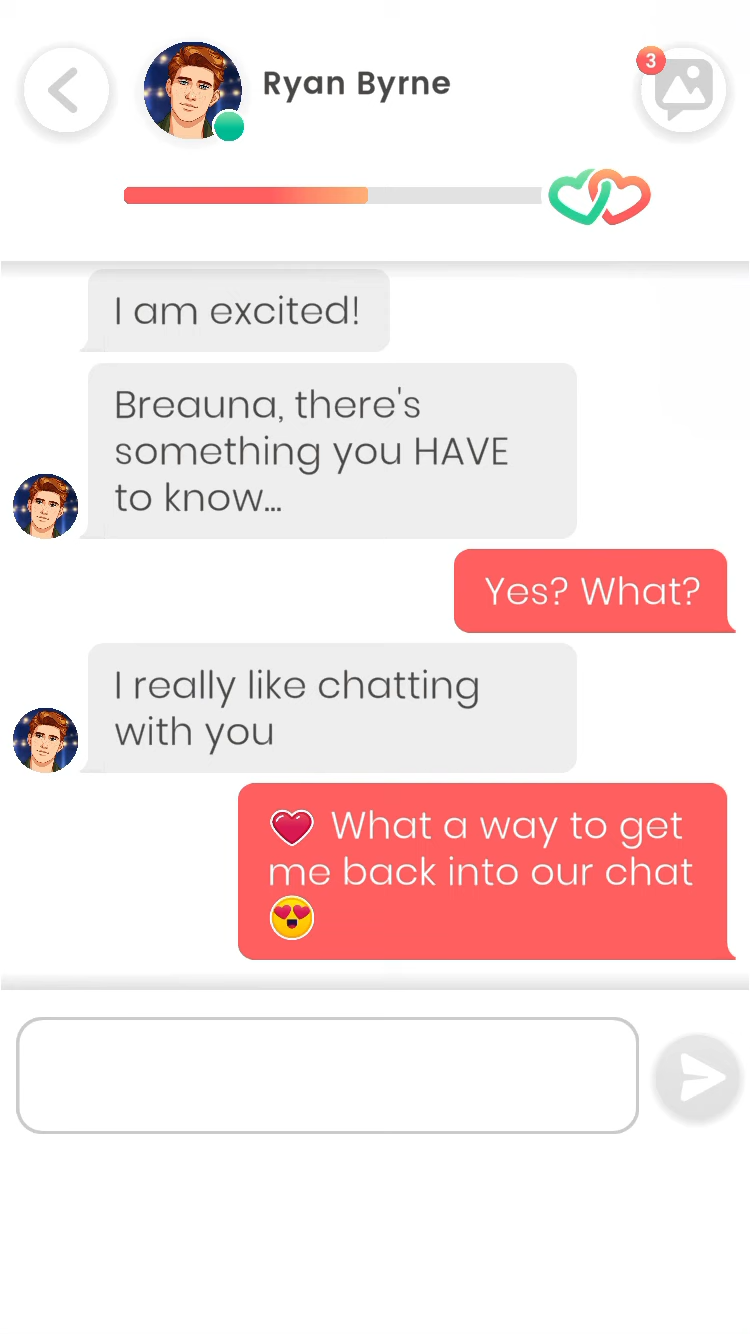 Ryan Byrne
3
I am excited!
Breauna, there's
something you HAVE
to know...
Yes? What?
I really like chatting
with you
❤️ What a way to get
me back into our chat
😍